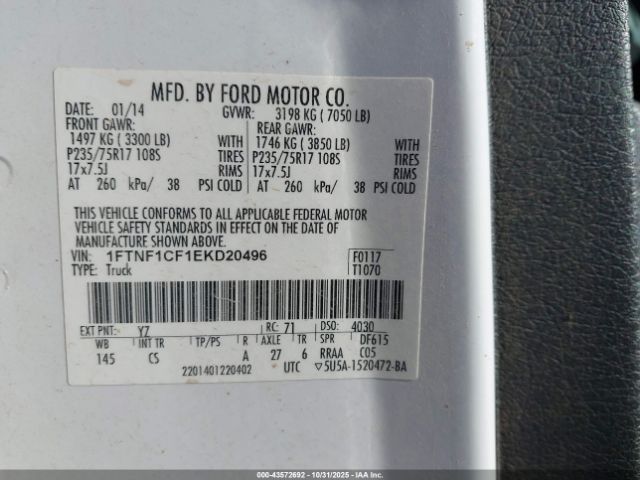 MFD. BY FORD MOTOR CO.
DATE: 01/14 GVWR: 3198 KG ( 7050 LB)
FRONT GAWR: REAR GAWR:
1497 KG ( 3300 LB) WITH 1746 KG ( 3850 LB) WITH
P235/75R17 108S TIRES P235/75R17 108S TIRES
17x7.5J RIMS 17x7.5J RIMS
AT 260 kPa/ 38 PSI COLD AT 260 kPa/ 38 PSI COLD
THIS VEHICLE CONFORMS TO ALL APPLICABLE FEDERAL MOTOR
VEHICLE SAFETY STANDARDS IN EFFECT ON THE DATE OF
MANUFACTURE SHOWN ABOVE.
VIN: 1FTNF1CF1EKD20496 F0117
TYPE: Truck T1070
EXT PNT: YZ RC: 71 DSO: 4030
WB INT TR TP/PS R AXLE TR SPR DF615
145 CS A 27 6 RRAA C05
2201401220402 UTC ▽5U5A-1520472-BA
000-43572692 - 10/31/2025 - IAA Inc.